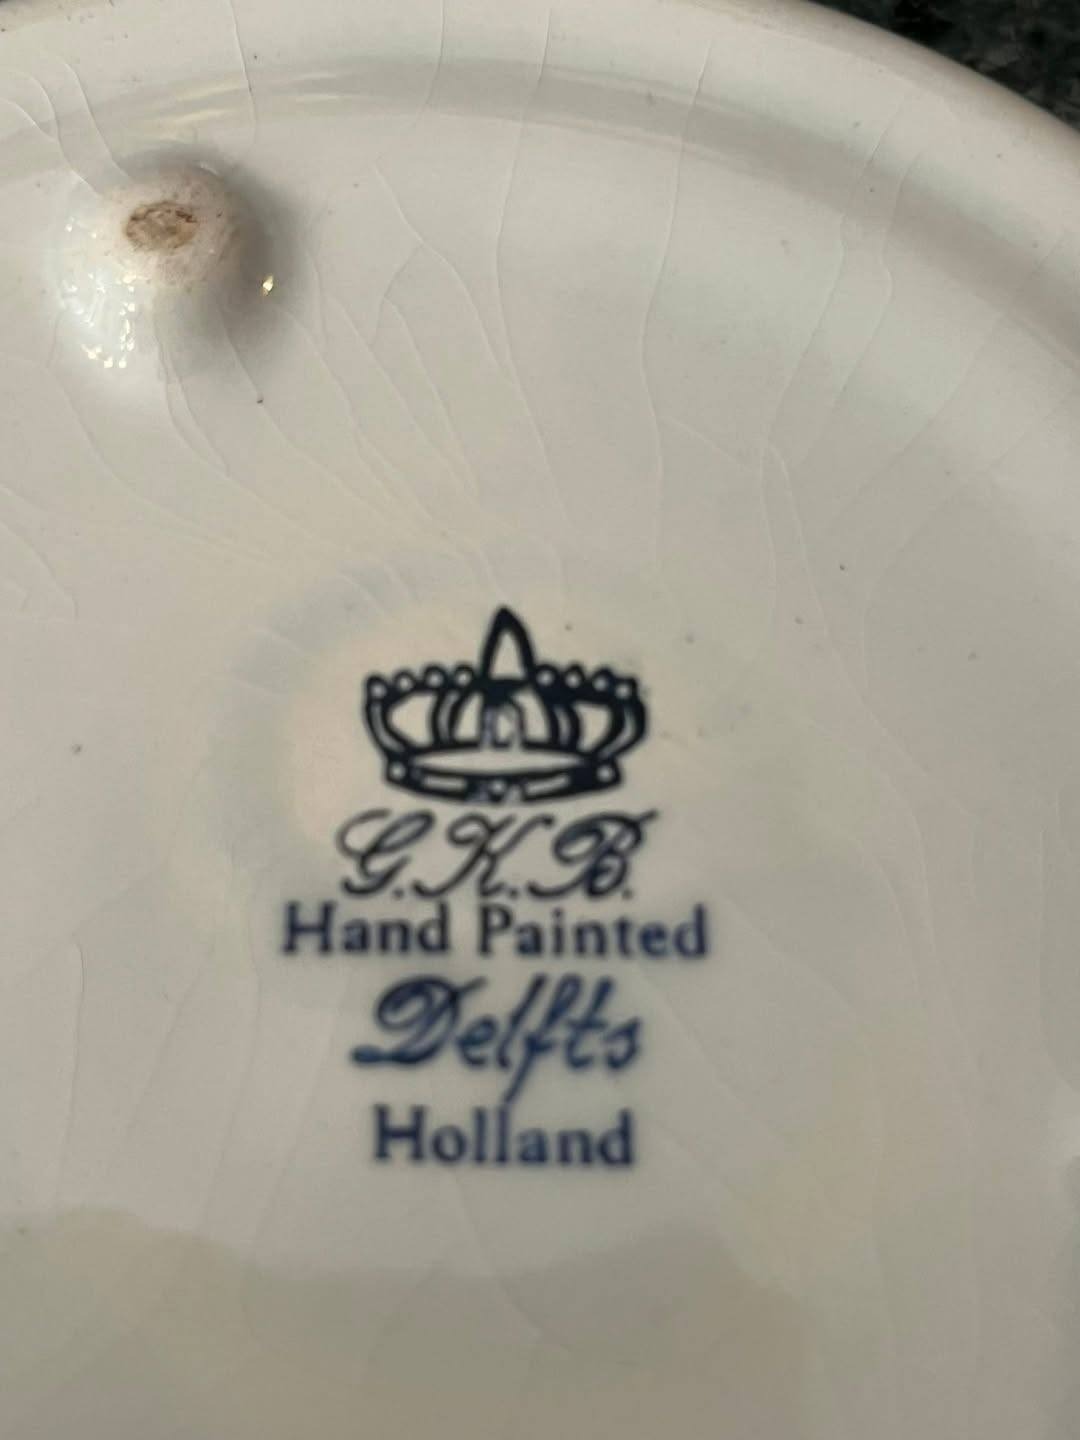 G.K.B.
Hand Painted
Delfts
Holland